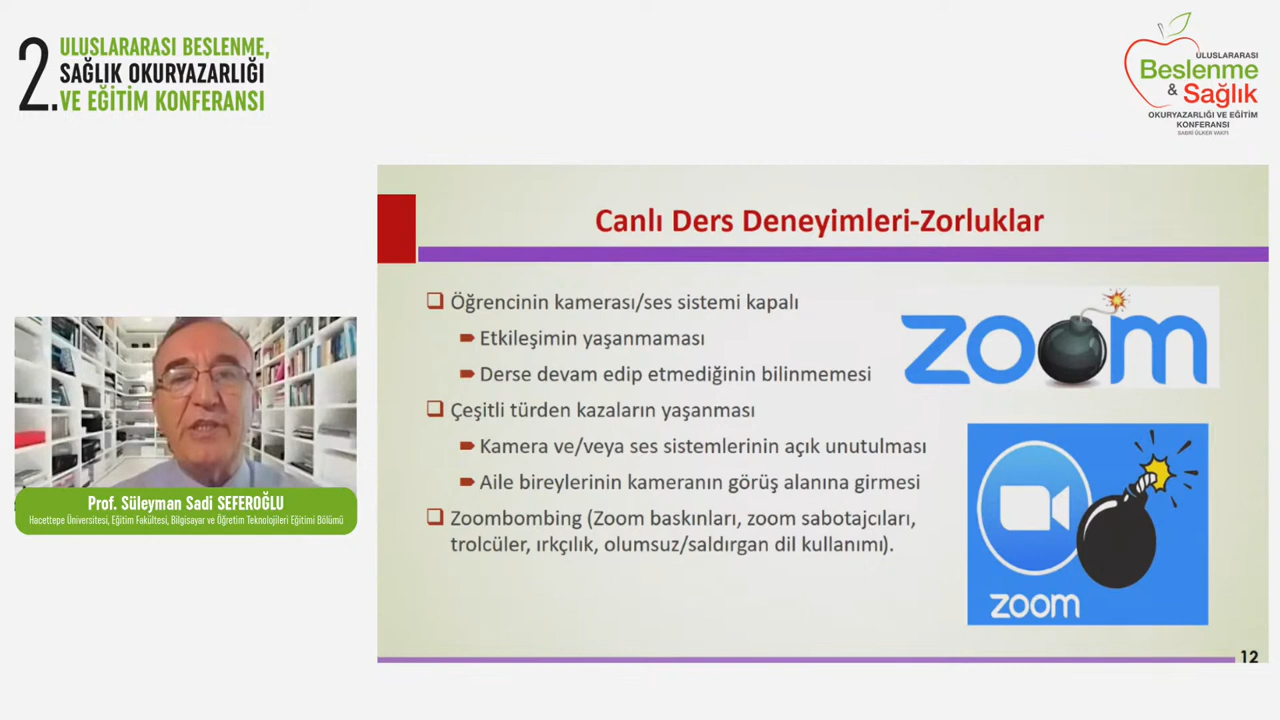 2.
ULUSLARARASI BESLENME,
SAĞLIK OKURYAZARLIĞI
VE EĞİTİM KONFERANSI
ULUSLARARASI
Beslenme
& Sağlık
OKURYAZARLIĞI VE EĞİTİM
KONFERANSI
SABRİ ÜLKER VAKFI
Canlı Ders Deneyimleri-Zorluklar
Öğrencinin kamerası/ses sistemi kapalı
Etkileşimin yaşanmaması
Derse devam edip etmediğinin bilinmemesi
Çeşitli türden kazaların yaşanması
Kamera ve/veya ses sistemlerinin açık unutulması
Aile bireylerinin kameranın görüş alanına girmesi
Zoombombing (Zoom baskınları, zoom sabotajcıları,
trolcüler, ırkçılık, olumsuz/saldırgan dil kullanımı).
zoom
zoom
12
Prof. Süleyman Sadi SEFEROĞLU
Hacettepe Üniversitesi, Eğitim Fakültesi, Bilgisayar ve Öğretim Teknolojileri Eğitimi Bölümü